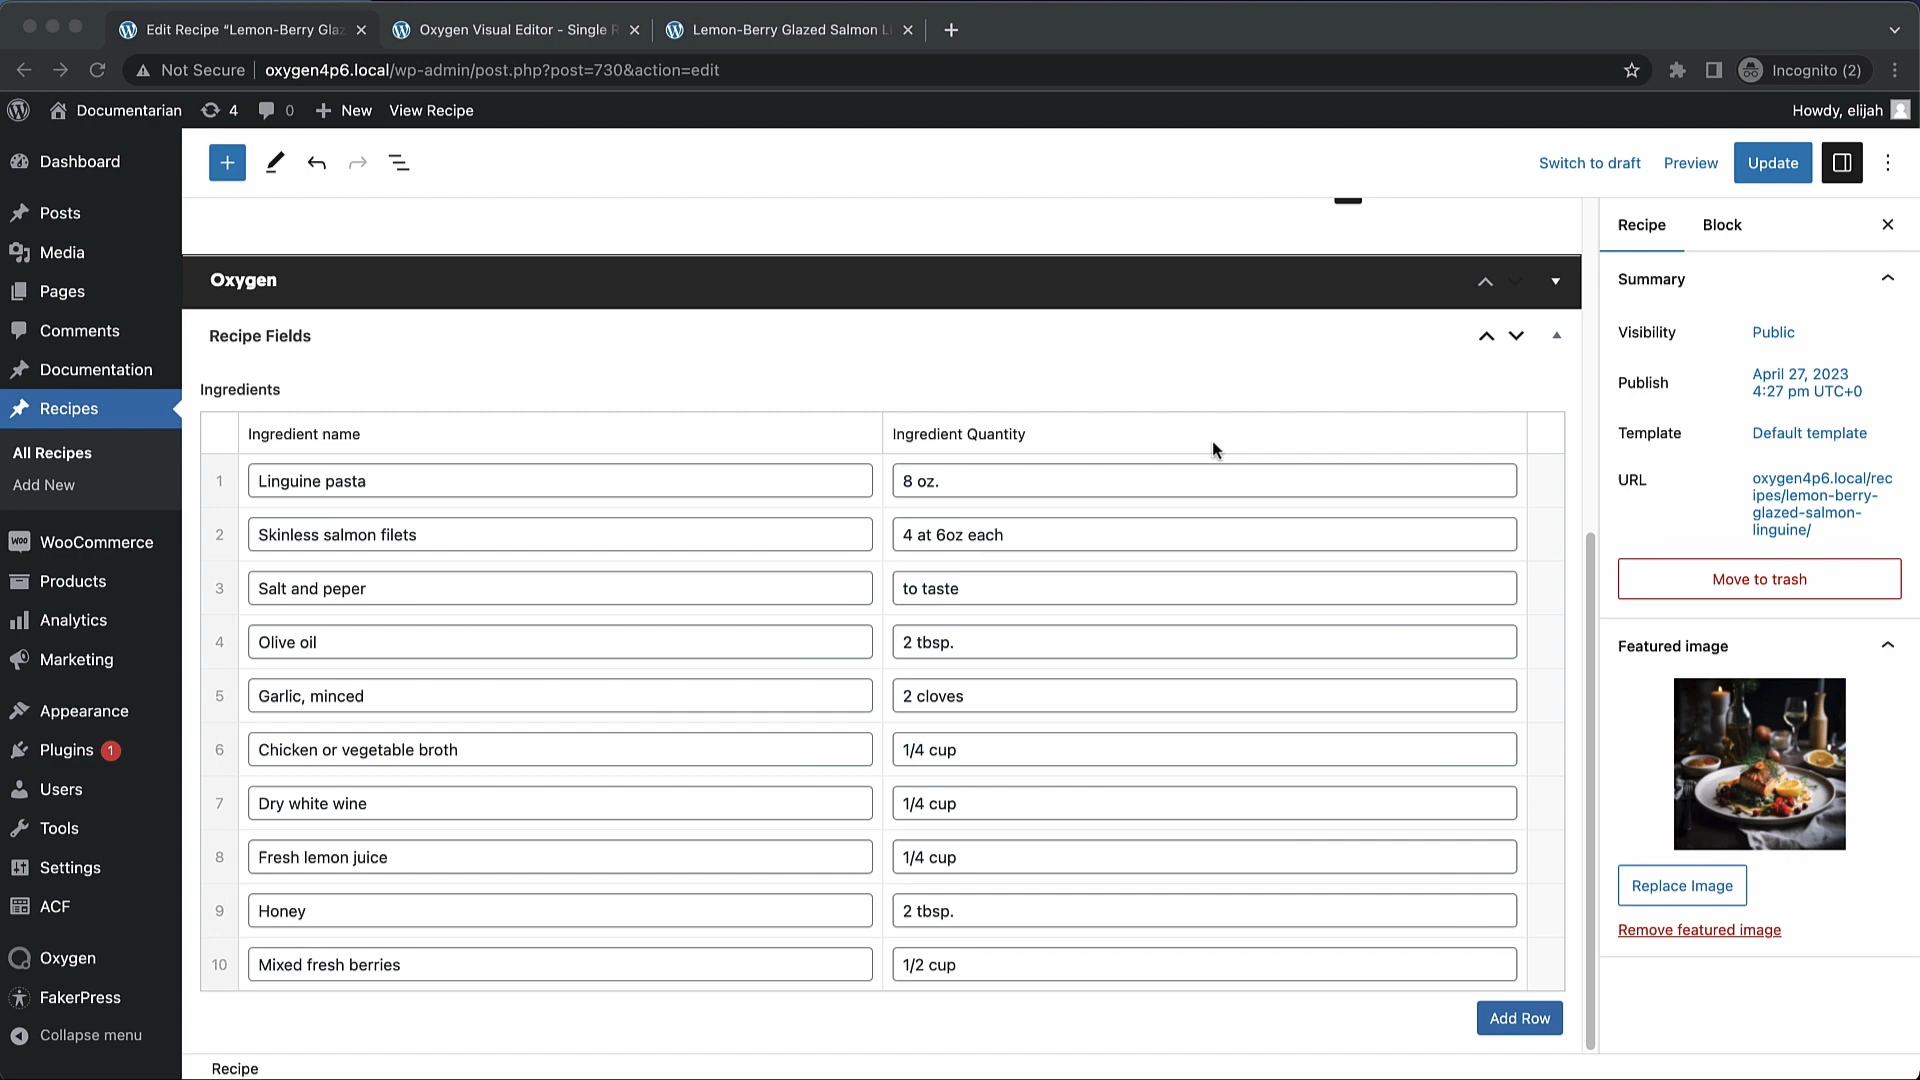 Edit Recipe “Lemon-Berry Glaz
Oxygen Visual Editor - Single R
Lemon-Berry Glazed Salmon Li
Not Secure
oxygen4p6.local/wp-admin/post.php?post=730&action=edit
Incognito (2)
Documentarian
4
0
New
View Recipe
Howdy, elijah
Dashboard
Posts
Media
Pages
Comments
Documentation
Recipes
All Recipes
Add New
WooCommerce
Products
Analytics
Marketing
Appearance
Plugins 1
Users
Tools
Settings
ACF
Oxygen
FakerPress
Collapse menu
Switch to draft
Preview
Update
Oxygen
Recipe Fields
Ingredients
Ingredient name
Ingredient Quantity
1 Linguine pasta 8 oz.
2 Skinless salmon filets 4 at 6oz each
3 Salt and peper to taste
4 Olive oil 2 tbsp.
5 Garlic, minced 2 cloves
6 Chicken or vegetable broth 1/4 cup
7 Dry white wine 1/4 cup
8 Fresh lemon juice 1/4 cup
9 Honey 2 tbsp.
10 Mixed fresh berries 1/2 cup
Add Row
Recipe
Recipe
Block
Summary
Visibility
Public
Publish
April 27, 2023
4:27 pm UTC+0
Template
Default template
URL
oxygen4p6.local/rec
ipes/lemon-berry-
glazed-salmon-
linguine/
Move to trash
Featured image
Replace Image
Remove featured image